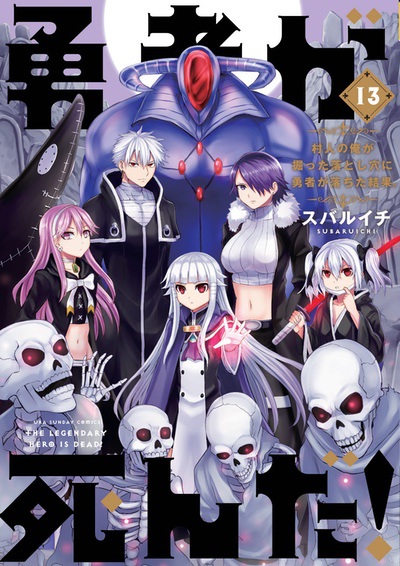 勇者が
13
村人の俺が
掘った落とし穴に
勇者が落ちた結果
スバルイチ
SUBARUICHI
URA SUNDAY COMICS
THE LEGENDARY
HERO IS DEAD!
死んだ!